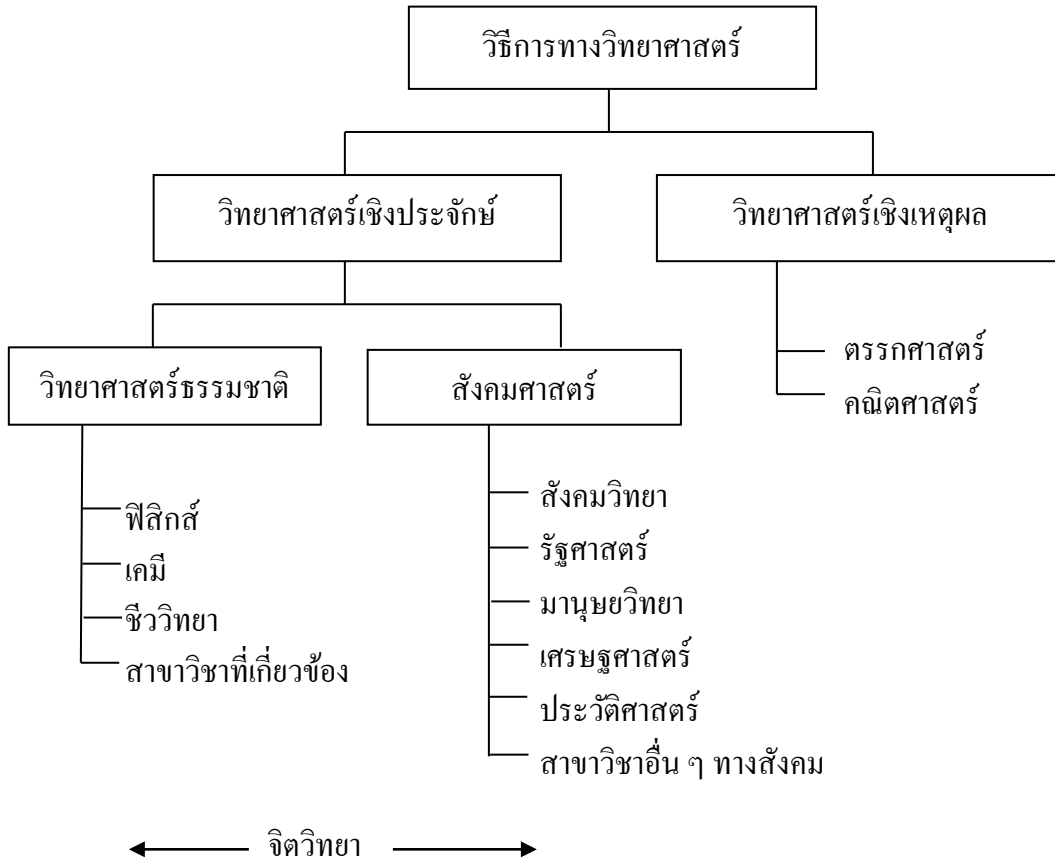 วิธีการทางวิทยาศาสตร์
วิทยาศาสตร์เชิงประจักษ์
วิทยาศาสตร์เชิงเหตุผล
ตรรกศาสตร์
คณิตศาสตร์
วิทยาศาสตร์ธรรมชาติ
สังคมศาสตร์
ฟิสิกส์
เคมี
ชีววิทยา
สาขาวิชาที่เกี่ยวข้อง
สังคมวิทยา
รัฐศาสตร์
มานุษยวิทยา
เศรษฐศาสตร์
ประวัติศาสตร์
สาขาวิชาอื่น ๆ ทางสังคม
จิตวิทยา